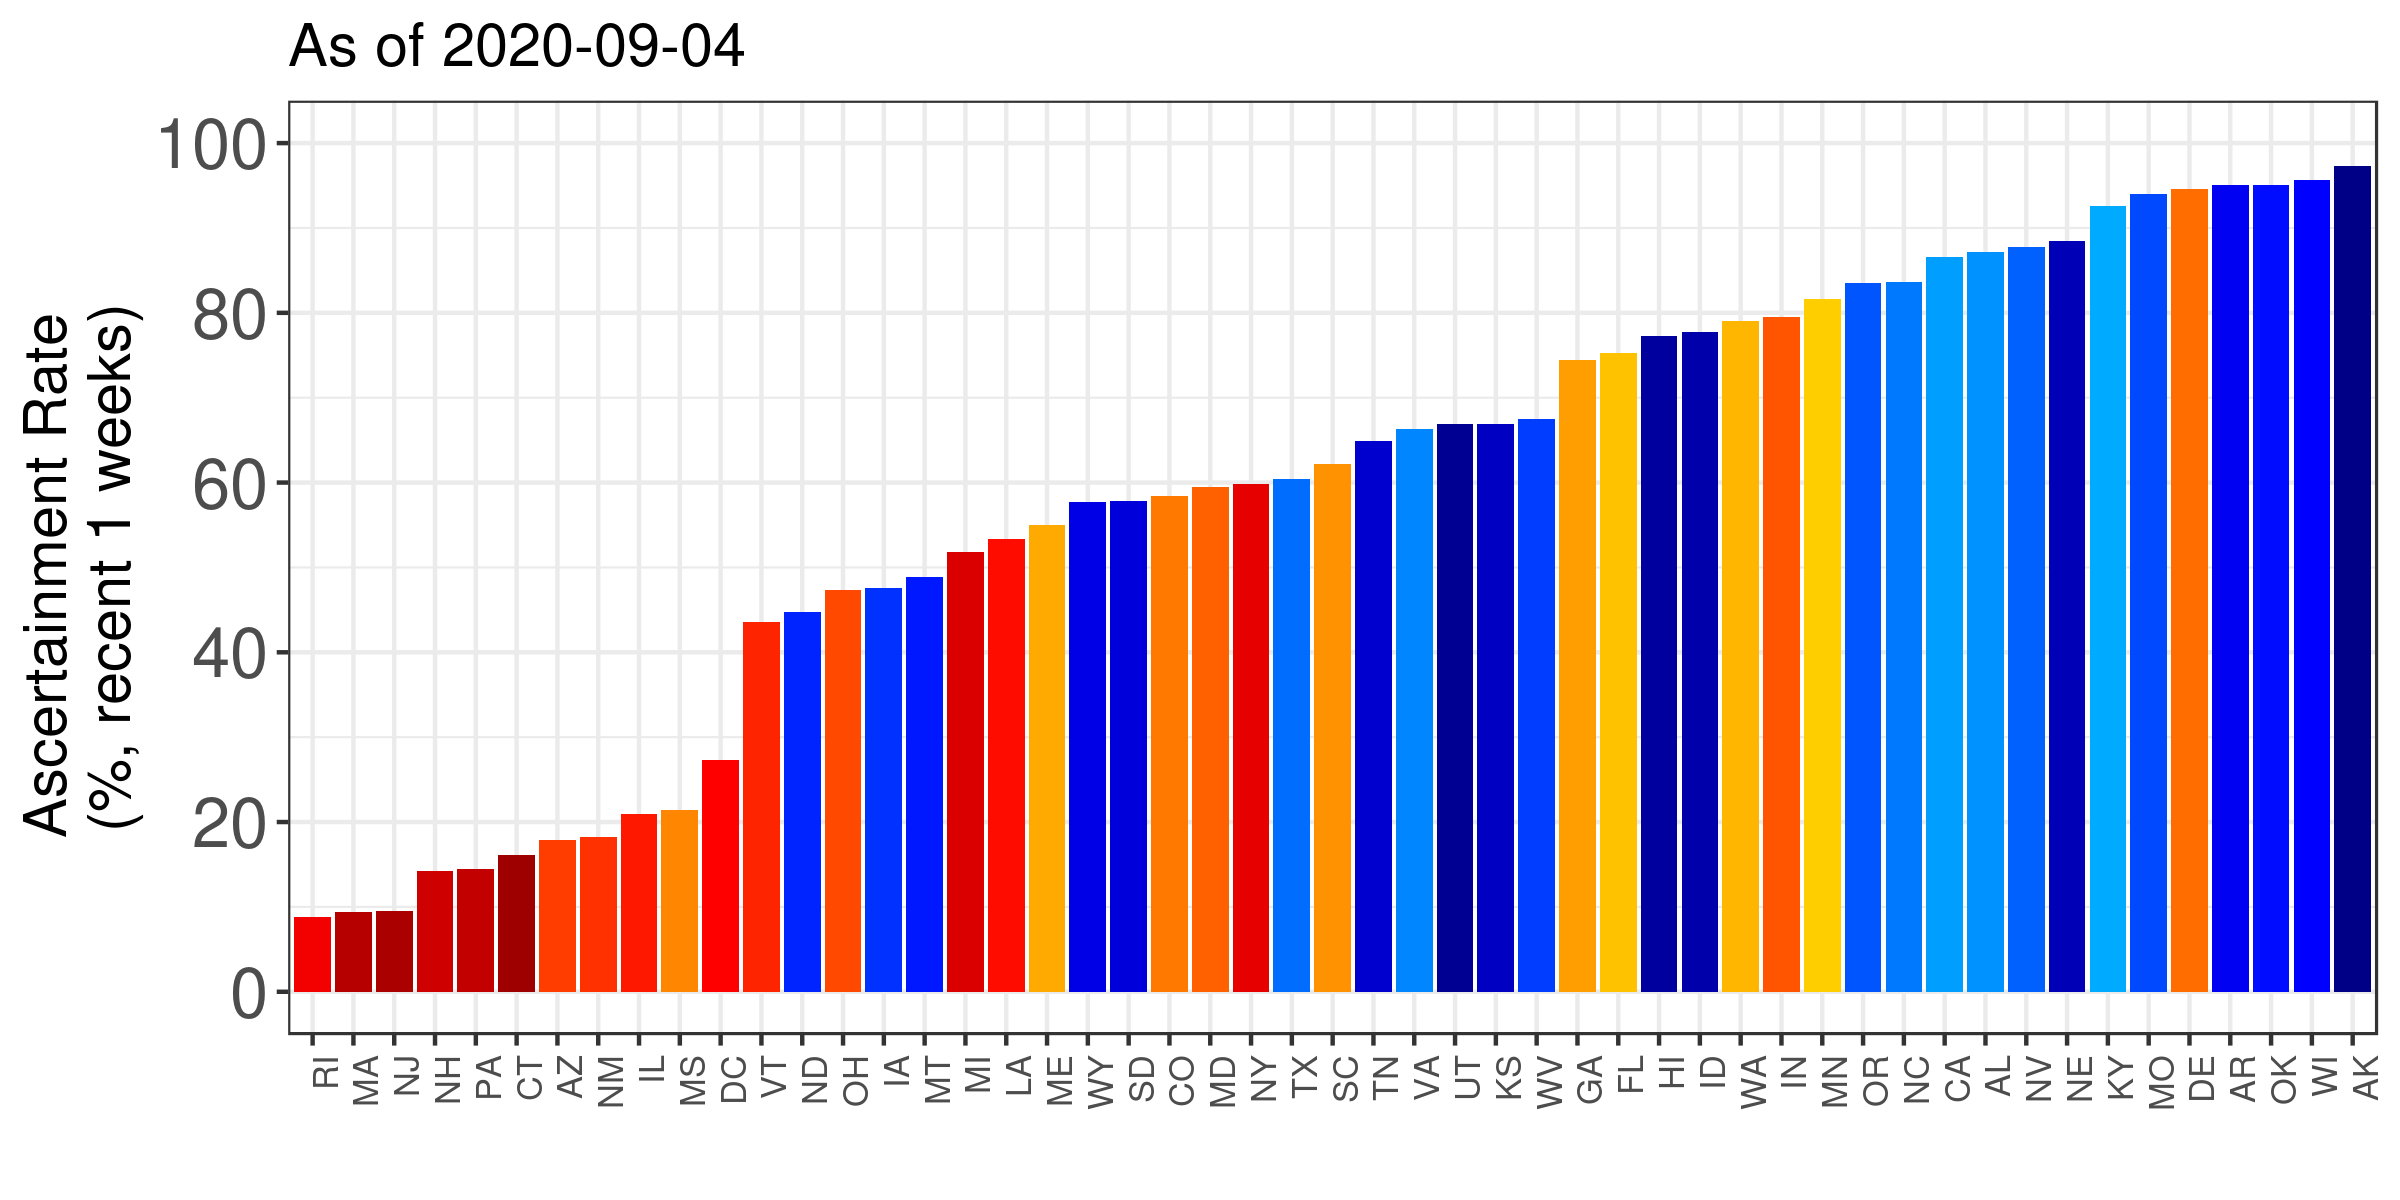 As of 2020-09-04
Ascertainment Rate
(%, recent 1 weeks)
100
80
60
40
20
0
RI MA NJ NH PA CT AZ NM IL MS DC VT ND OH IA MT MI LA ME WY SD CO MD NY TX SC TN VA UT KS WV GA FL HI ID WA IN MN OR NC CA AL NV NE KY MO DE AR OK WI AK